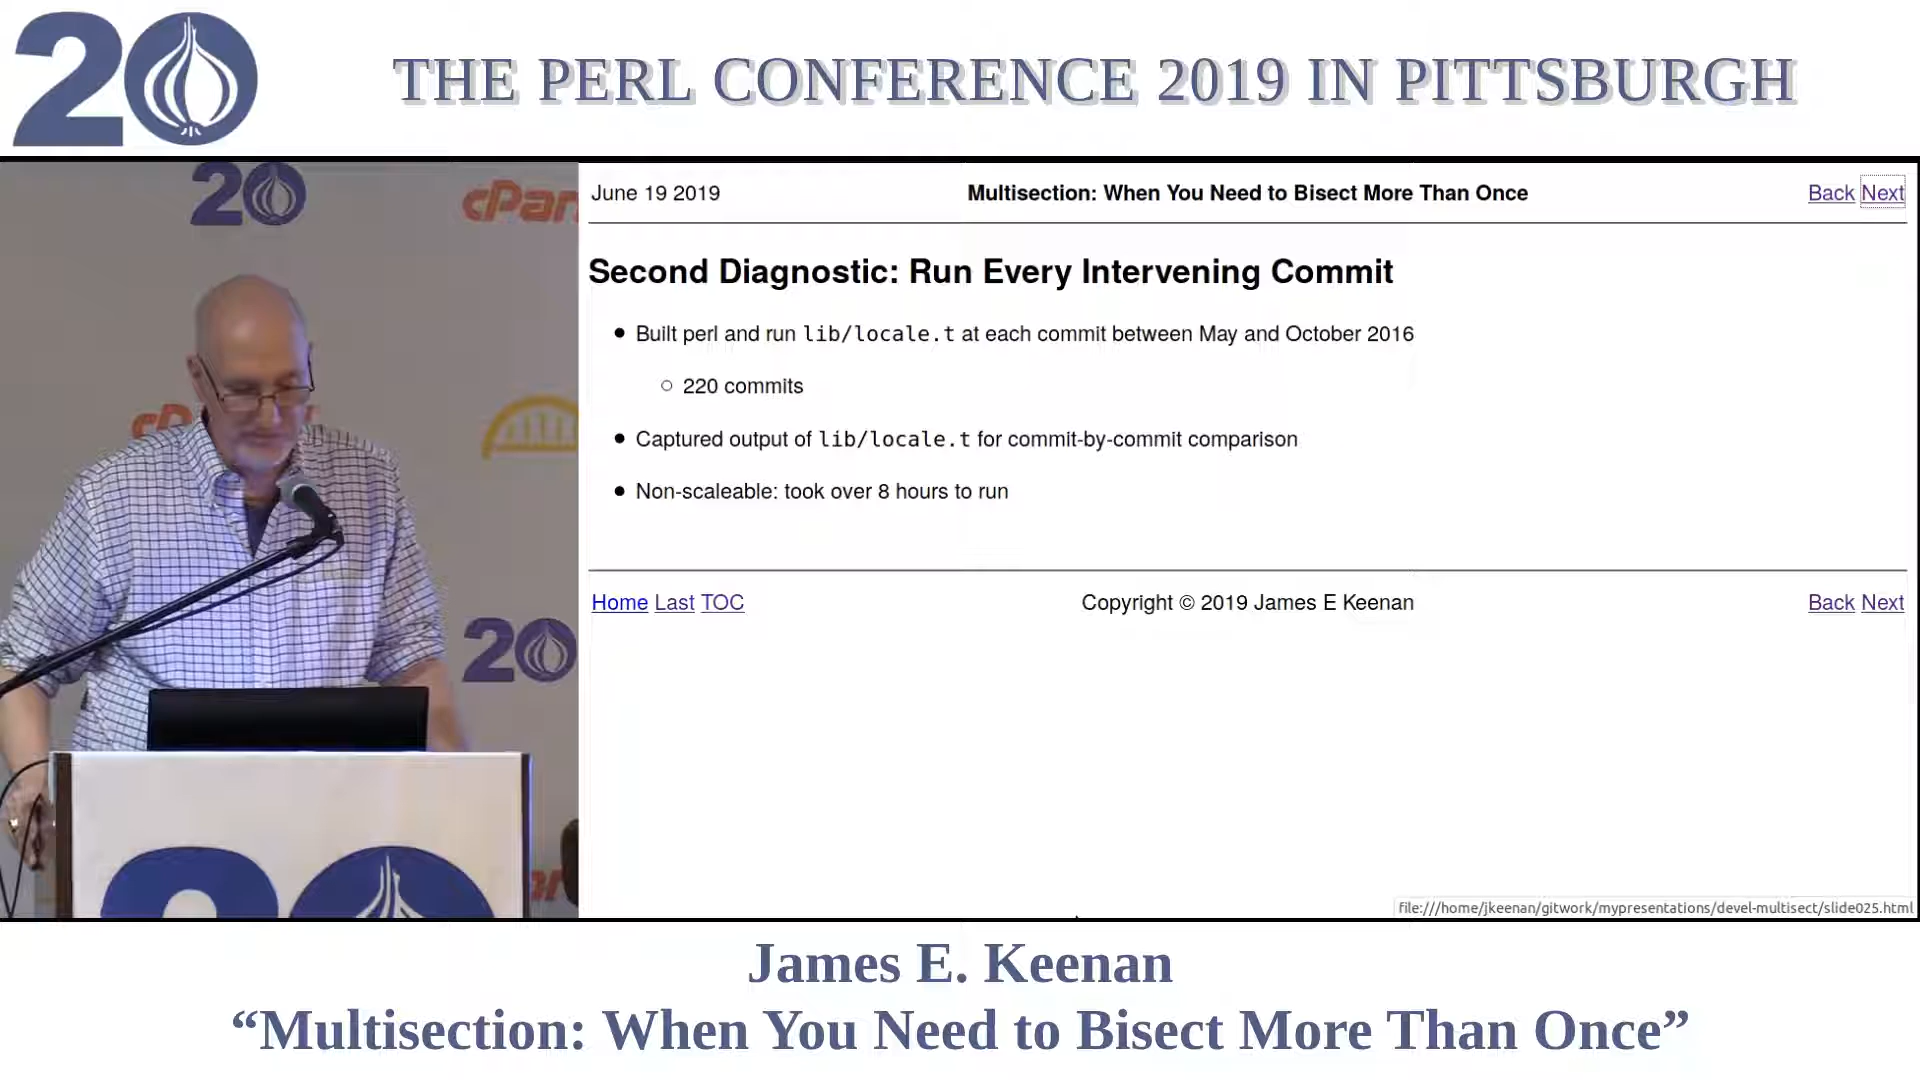 20
THE PERL CONFERENCE 2019 IN PITTSBURGH
20
cPan
June 19 2019
Multisection: When You Need to Bisect More Than Once
Back Next
Second Diagnostic: Run Every Intervening Commit
Built perl and run lib/locale.t at each commit between May and October 2016
220 commits
Captured output of lib/locale.t for commit-by-commit comparison
Non-scaleable: took over 8 hours to run
Home Last TOC
Copyright © 2019 James E Keenan
Back Next
20
20
file:///home/jkeenan/gitwork/mypresentations/devel-multisect/slide025.html
James E. Keenan
“Multisection: When You Need to Bisect More Than Once”